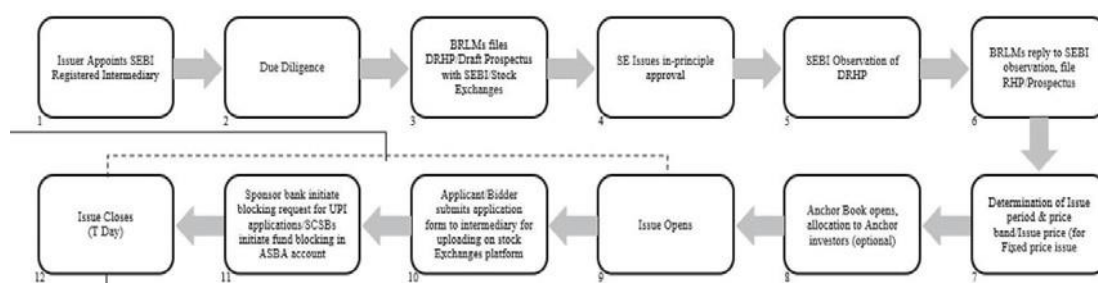 Issuer Appoints SEBI
Registered Intermediary
1
Due Diligence
2
BRLMs files
DRHP/Draft Prospectus
with SEBI/Stock
Exchanges
3
SE Issues in-principle
approval
4
SEBI Observation of
DRHP
5
BRLMs reply to SEBI
observation, file
RHP/Prospectus
6
Determination of Issue
period & price
band/Issue price (for
Fixed price issue
7
Anchor Book opens,
allocation to Anchor
investors (optional)
8
Issue Opens
9
Applicant/Bidder
submits application
form to intermediary for
uploading on stock
Exchanges platform
10
Sponsor bank initiate
blocking request for UPI
applications/SCSBs
initiate fund blocking in
ASBA account
11
Issue Closes
(T Day)
12